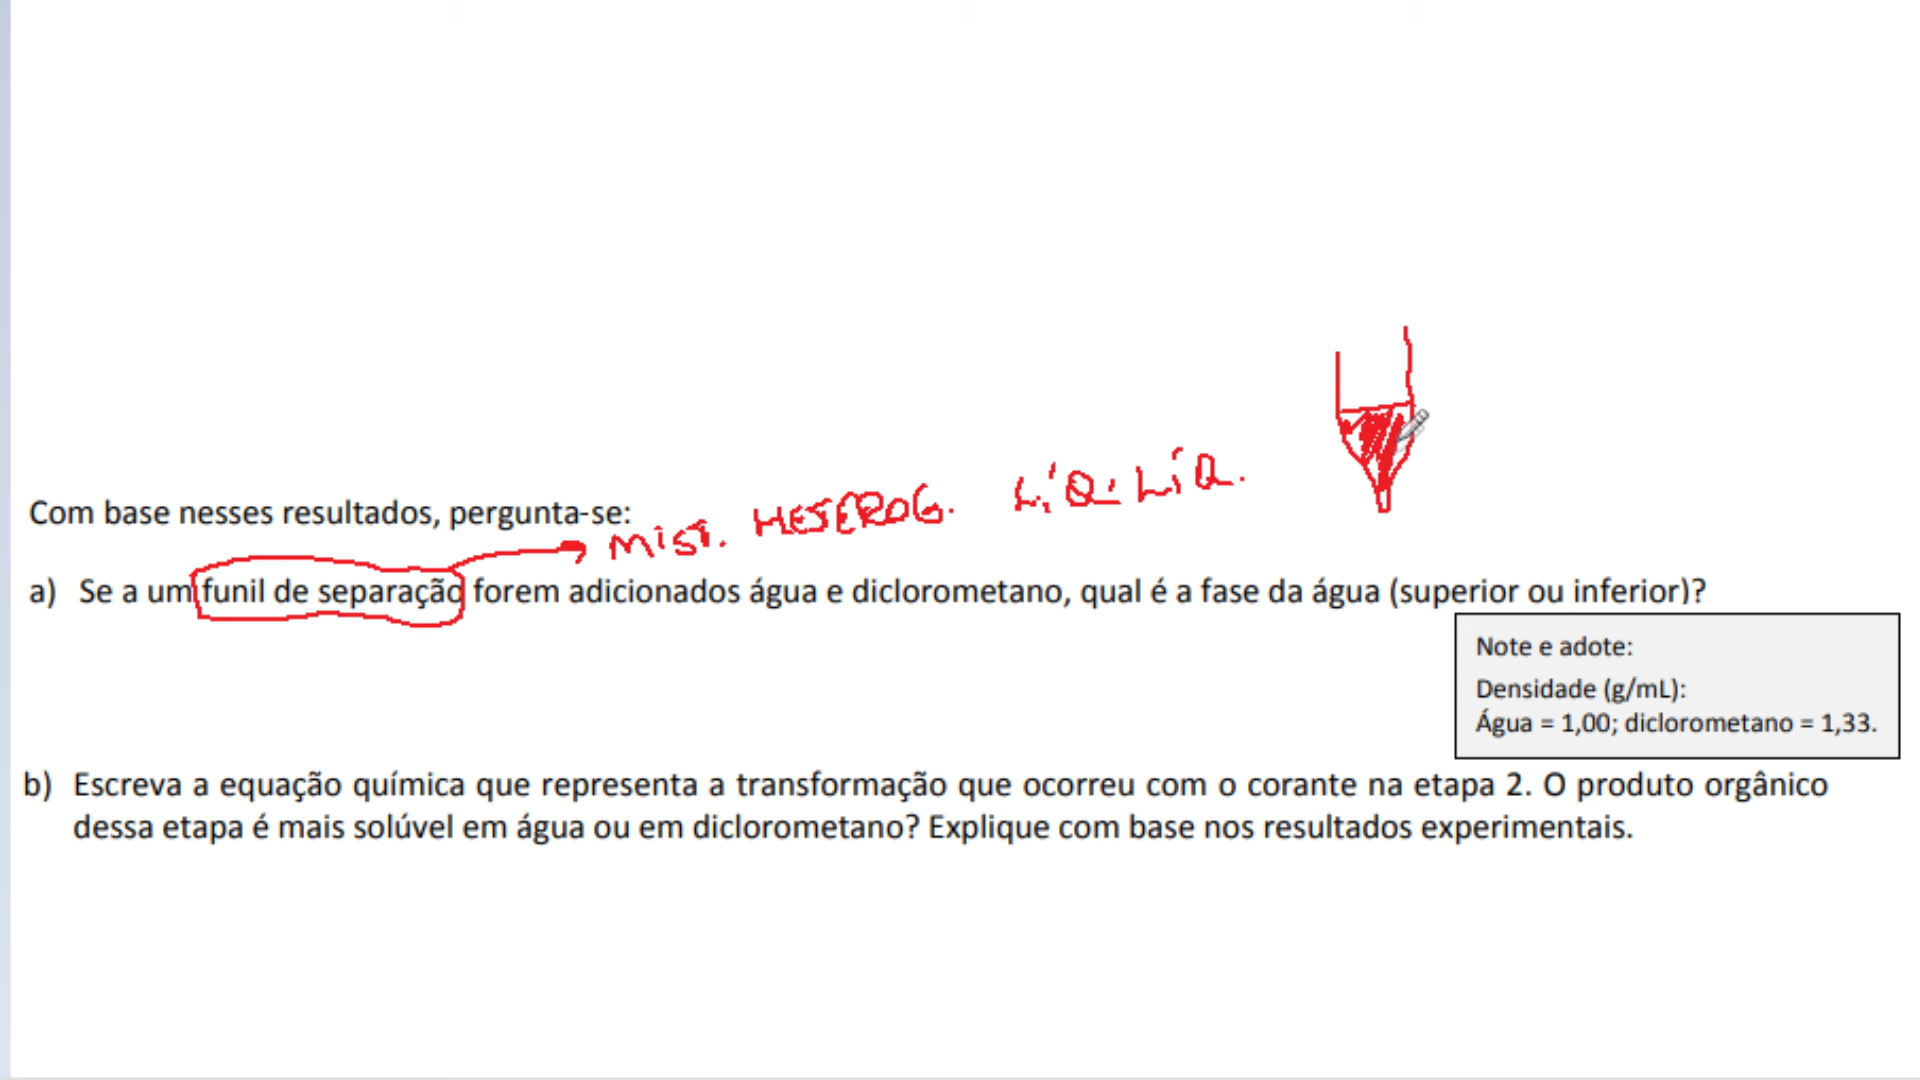 Com base nesses resultados, pergunta-se:
MIST. HETEROG. LÍQ. LÍQ.
a) Se a um funil de separação forem adicionados água e diclorometano, qual é a fase da água (superior ou inferior)?
Note e adote:
Densidade (g/mL):
Água = 1,00; diclorometano = 1,33.
b) Escreva a equação química que representa a transformação que ocorreu com o corante na etapa 2. O produto orgânico
dessa etapa é mais solúvel em água ou em diclorometano? Explique com base nos resultados experimentais.